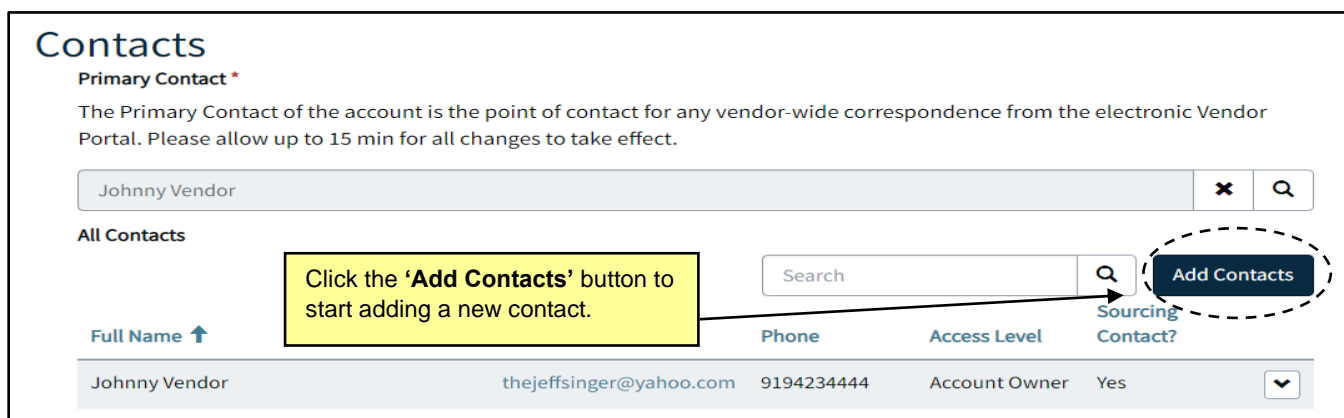 Contacts
Primary Contact *
The Primary Contact of the account is the point of contact for any vendor-wide correspondence from the electronic Vendor
Portal. Please allow up to 15 min for all changes to take effect.
Johnny Vendor
All Contacts
Click the ‘Add Contacts’ button to
start adding a new contact.
Search
Add Contacts
Full Name
Phone
Access Level
Sourcing
Contact?
Johnny Vendor thejeffsinger@yahoo.com 9194234444 Account Owner Yes